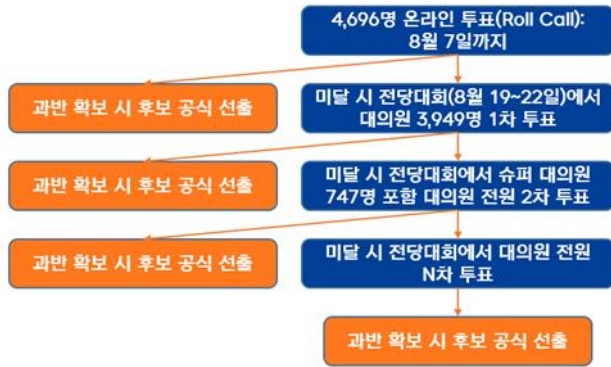 4,696명 온라인 투표(Roll Call):
8월 7일까지
과반 확보 시 후보 공식 선출
미달 시 전당대회(8월 19~22일)에서
대의원 3,949명 1차 투표
과반 확보 시 후보 공식 선출
미달 시 전당대회에서 슈퍼 대의원
747명 포함 대의원 전원 2차 투표
과반 확보 시 후보 공식 선출
미달 시 전당대회에서 대의원 전원
N차 투표
과반 확보 시 후보 공식 선출